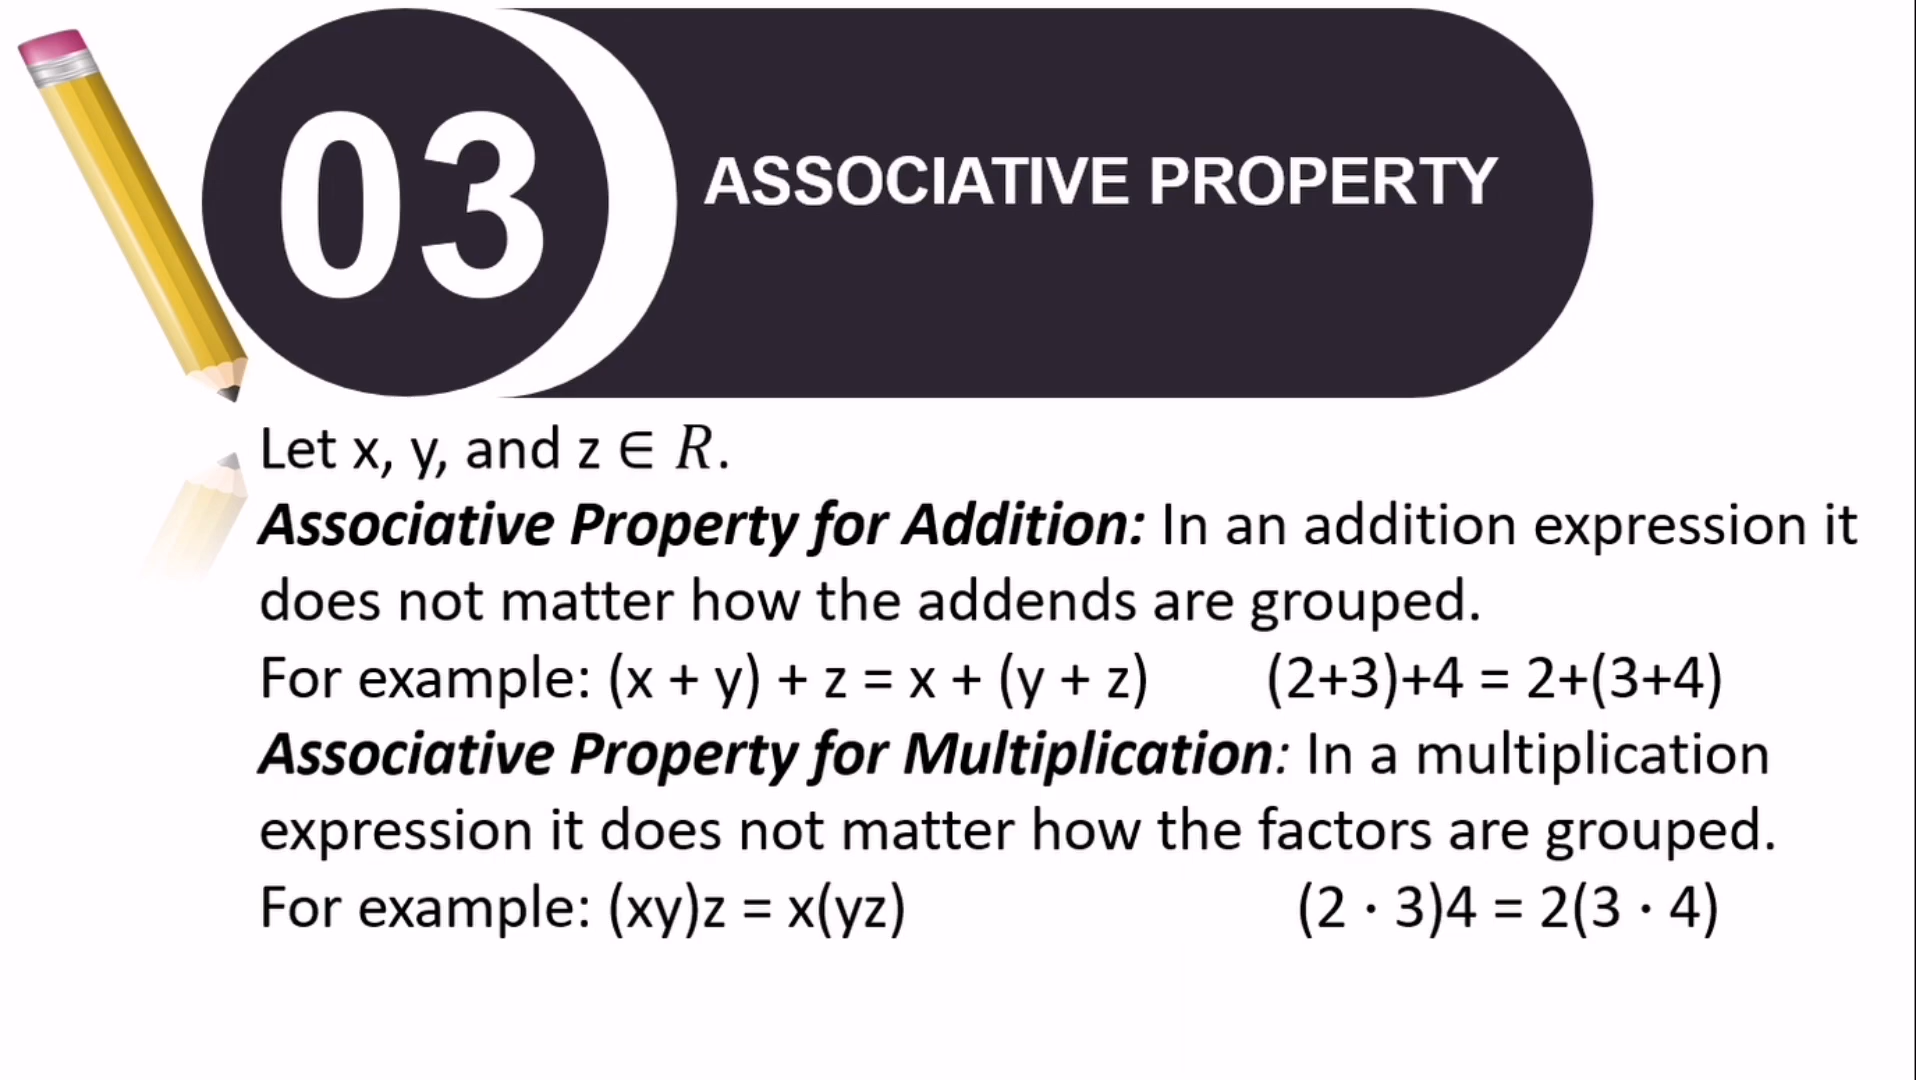 03
ASSOCIATIVE PROPERTY
Let x, y, and z ∈ R.
Associative Property for Addition: In an addition expression it
does not matter how the addends are grouped.
For example: (x + y) + z = x + (y + z) (2+3)+4 = 2+(3+4)
Associative Property for Multiplication: In a multiplication
expression it does not matter how the factors are grouped.
For example: (xy)z = x(yz) (2 · 3)4 = 2(3 · 4)